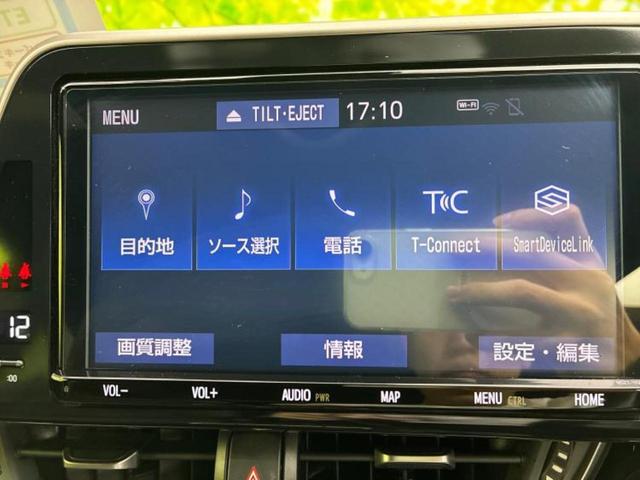 MENU
TILT・EJECT
17:10
Wi-Fi
目的地
ソース選択
電話
T-Connect
SmartDeviceLink
画質調整
情報
設定・編集
12
:00
VOL−
VOL+
AUDIO PWR
MAP
MENU CTRL
HOME